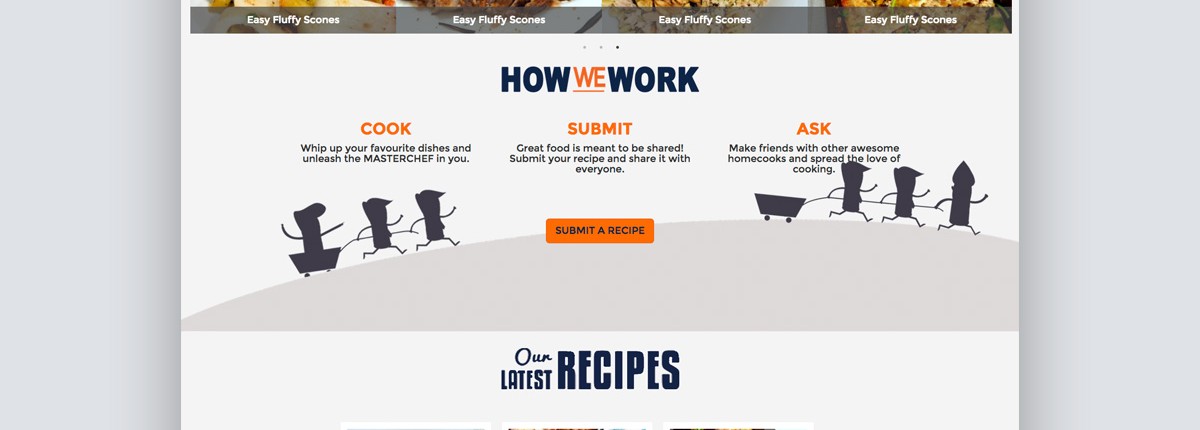 Easy Fluffy Scones Easy Fluffy Scones Easy Fluffy Scones Easy Fluffy Scones
HOW WE WORK
COOK
Whip up your favourite dishes and
unleash the MASTERCHEF in you.
SUBMIT
Great food is meant to be shared!
Submit your recipe and share it with
everyone.
ASK
Make friends with other awesome
homecooks and spread the love of
cooking.
SUBMIT A RECIPE
Our
LATEST RECIPES